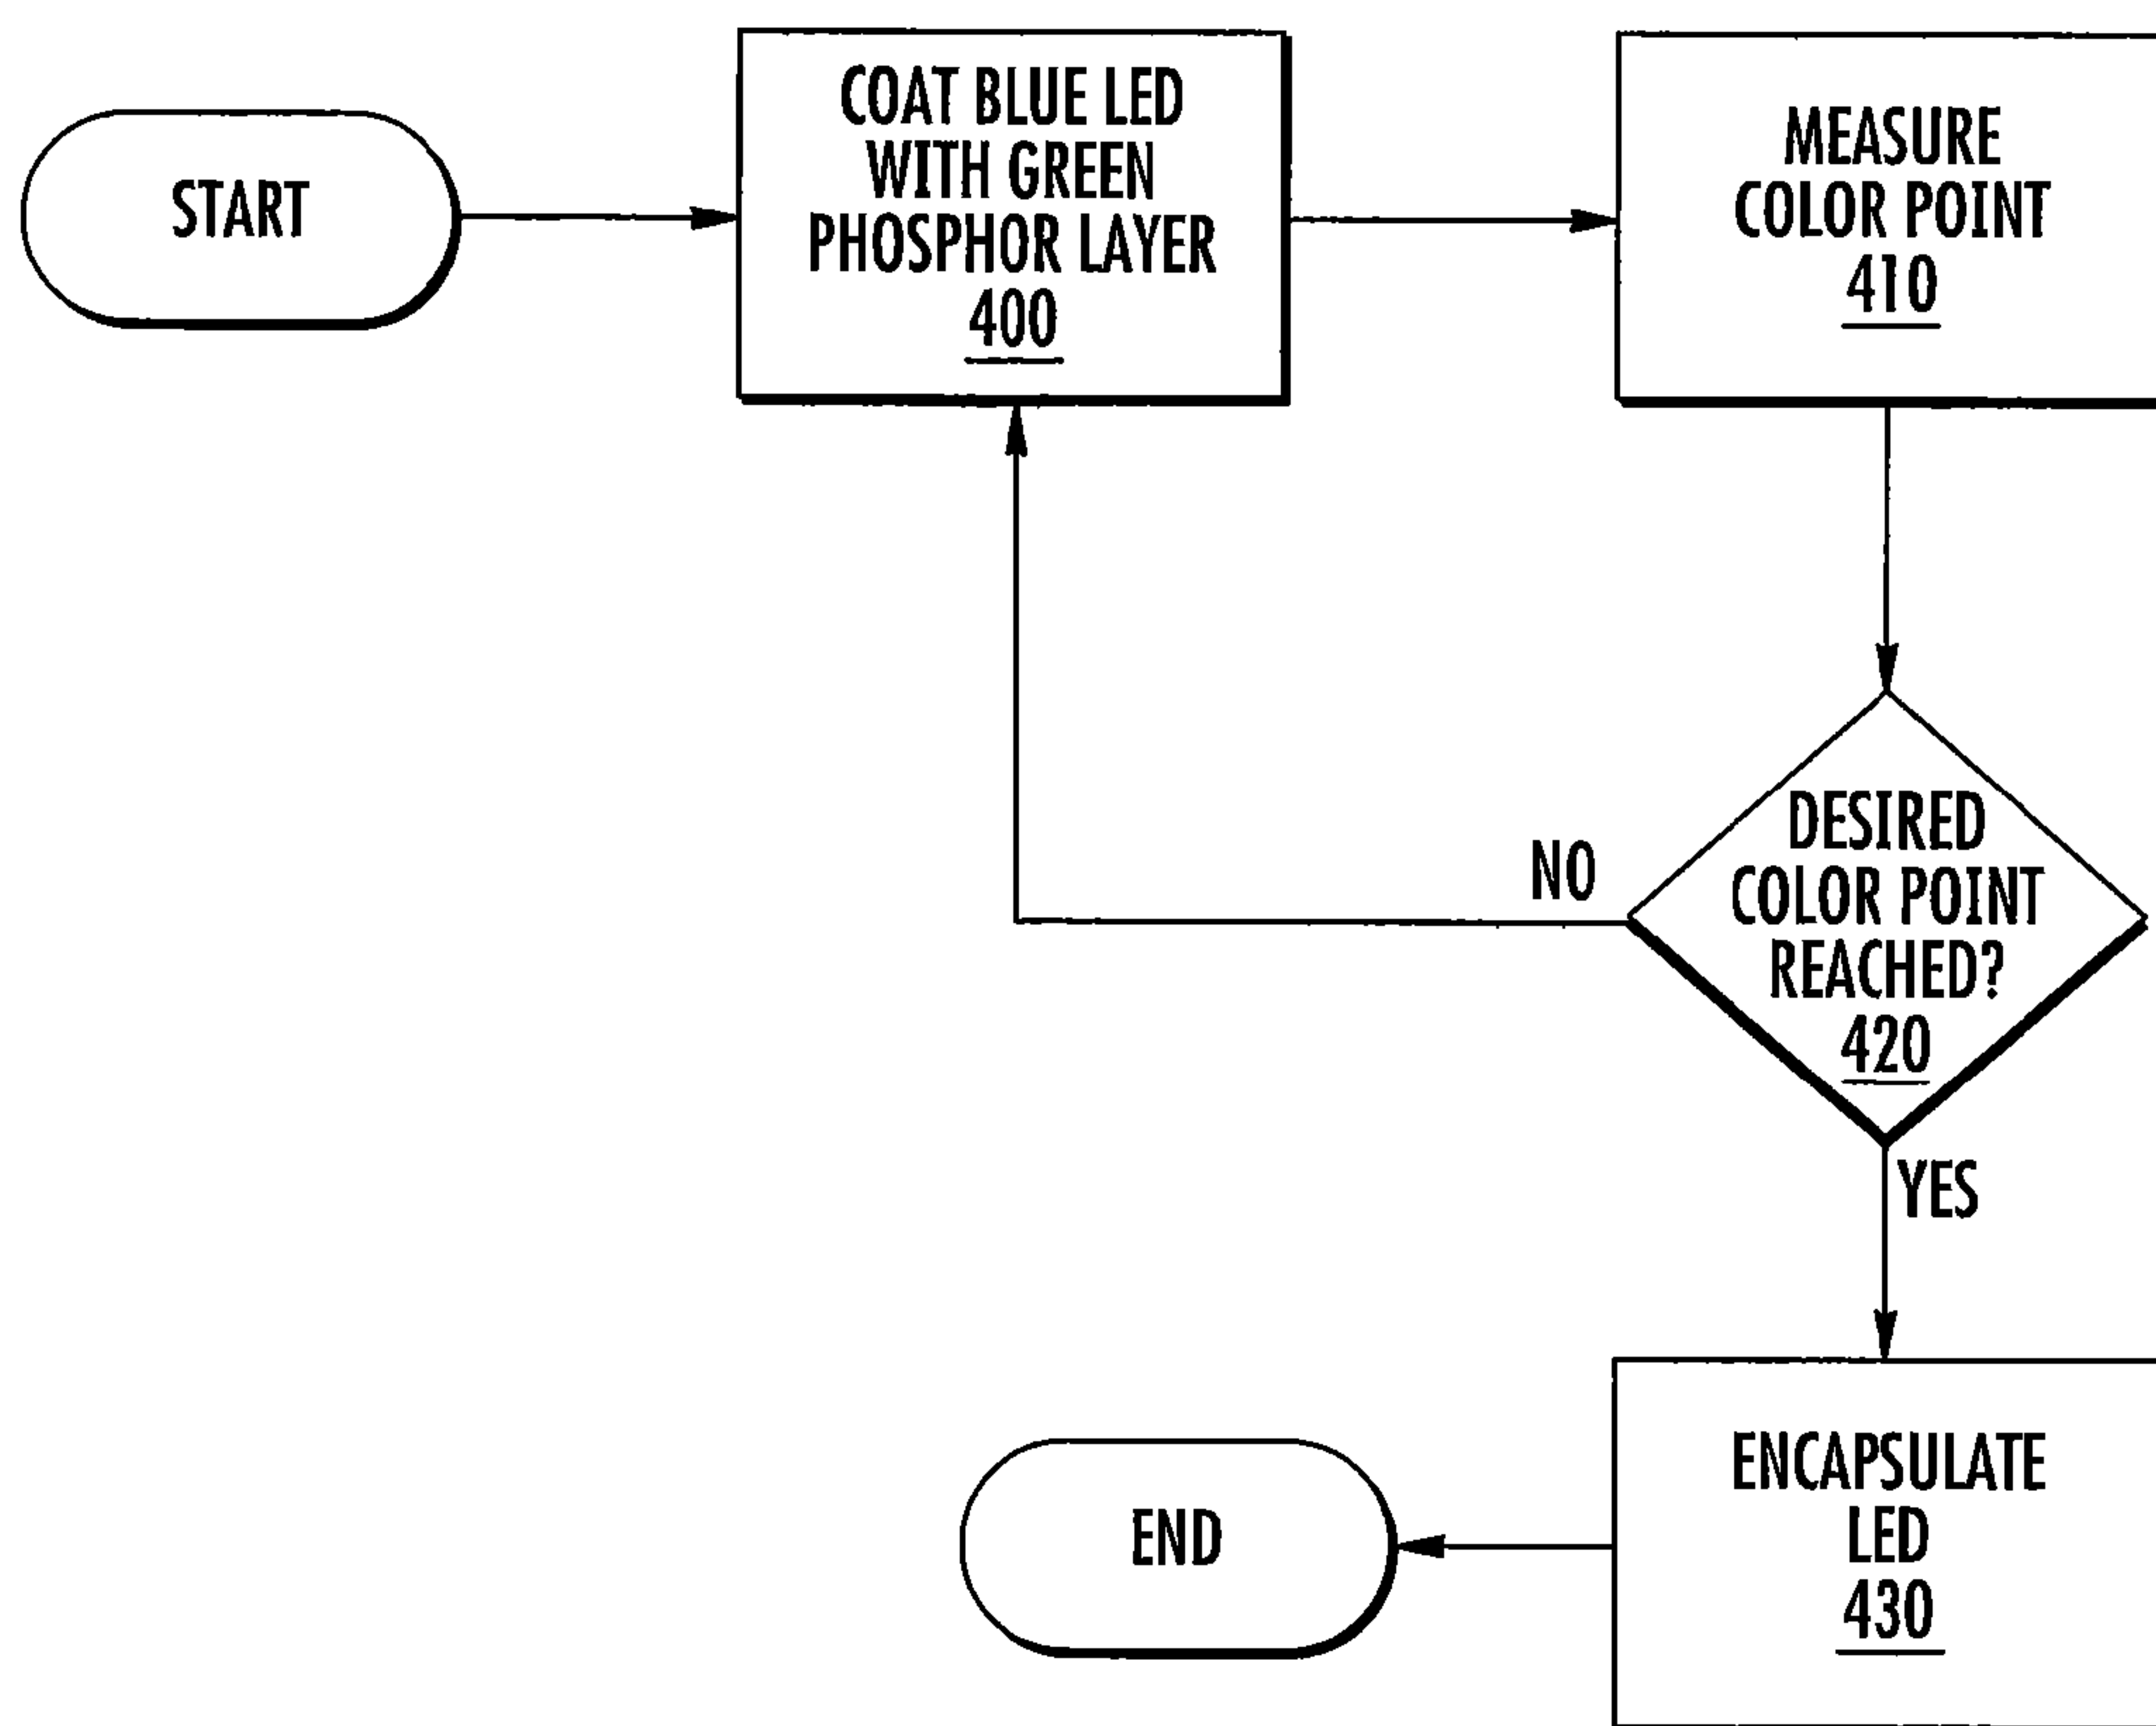 START
COAT BLUE LED
WITH GREEN
PHOSPHOR LAYER
400
MEASURE
COLOR POINT
410
DESIRED
COLOR POINT
REACHED?
420
NO
YES
ENCAPSULATE
LED
430
END